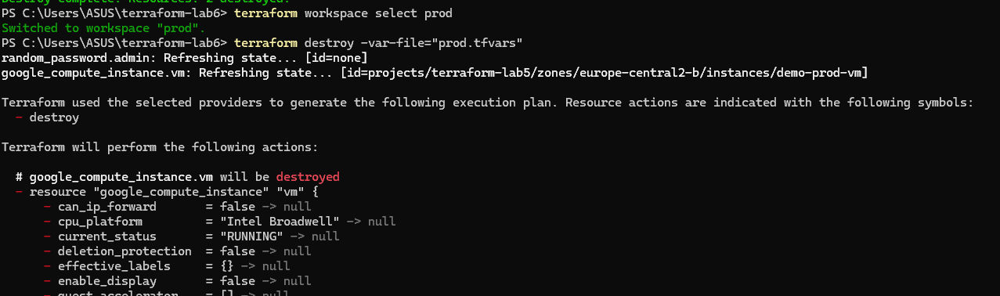 Destroy complete! Resources: 2 destroyed.
PS C:\Users\ASUS\terraform-lab6> terraform workspace select prod
Switched to workspace "prod".
PS C:\Users\ASUS\terraform-lab6> terraform destroy -var-file="prod.tfvars"
random_password.admin: Refreshing state... [id=none]
google_compute_instance.vm: Refreshing state... [id=projects/terraform-lab5/zones/europe-central2-b/instances/demo-prod-vm]
Terraform used the selected providers to generate the following execution plan. Resource actions are indicated with the following symbols:
- destroy
Terraform will perform the following actions:
# google_compute_instance.vm will be destroyed
- resource "google_compute_instance" "vm" {
- can_ip_forward = false -> null
- cpu_platform = "Intel Broadwell" -> null
- current_status = "RUNNING" -> null
- deletion_protection = false -> null
- effective_labels = {} -> null
- enable_display = false -> null
- guest_accelerator = [] -> null